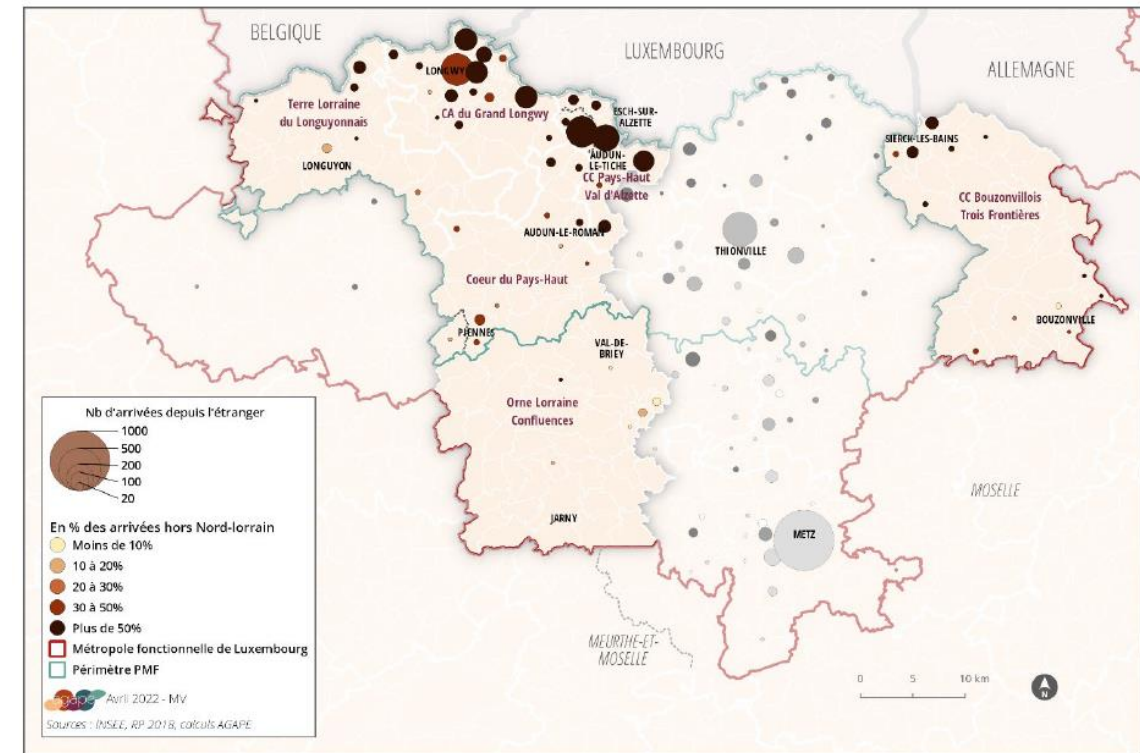 BELGIQUE
LUXEMBOURG
ALLEMAGNE
LONGWY
Terre Lorraine
du Longuyonnais
CA du Grand Longwy
ESCH-SUR-
ALZETTE
SIERCK-LES-BAINS
LONGUYON
AUDUN-
LE-TICHE
CC Pays-Haut
Val d'Alzette
CC Bouzonvillois
Trois Frontières
AUDUN-LE-ROMAN
THIONVILLE
Coeur du Pays-Haut
PIENNES
BOUZONVILLE
VAL-DE-
BRIEY
Orne Lorraine
Confluences
MOSELLE
JARNY
METZ
MEURTHE-ET-
MOSELLE
0 5 10 km
N
Nb d'arrivées depuis l'étranger
1000
500
200
100
20
En % des arrivées hors Nord-lorrain
Moins de 10%
10 à 20%
20 à 30%
30 à 50%
Plus de 50%
Métropole fonctionnelle de Luxembourg
Périmètre PMF
agape Avril 2022 - MV
Sources : INSEE, RP 2018, calculs AGAPE